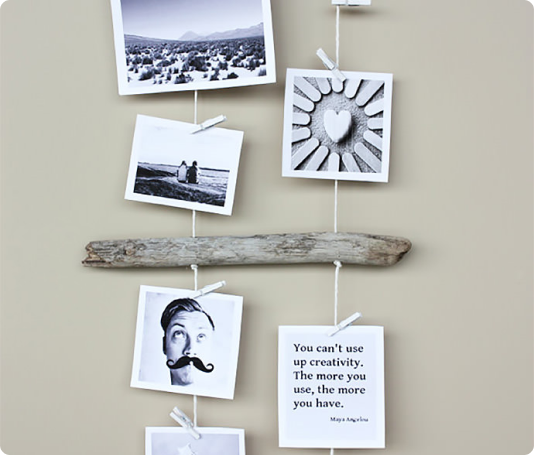 You can't use
up creativity.
The more you
use, the more
you have.
Maya Angelou